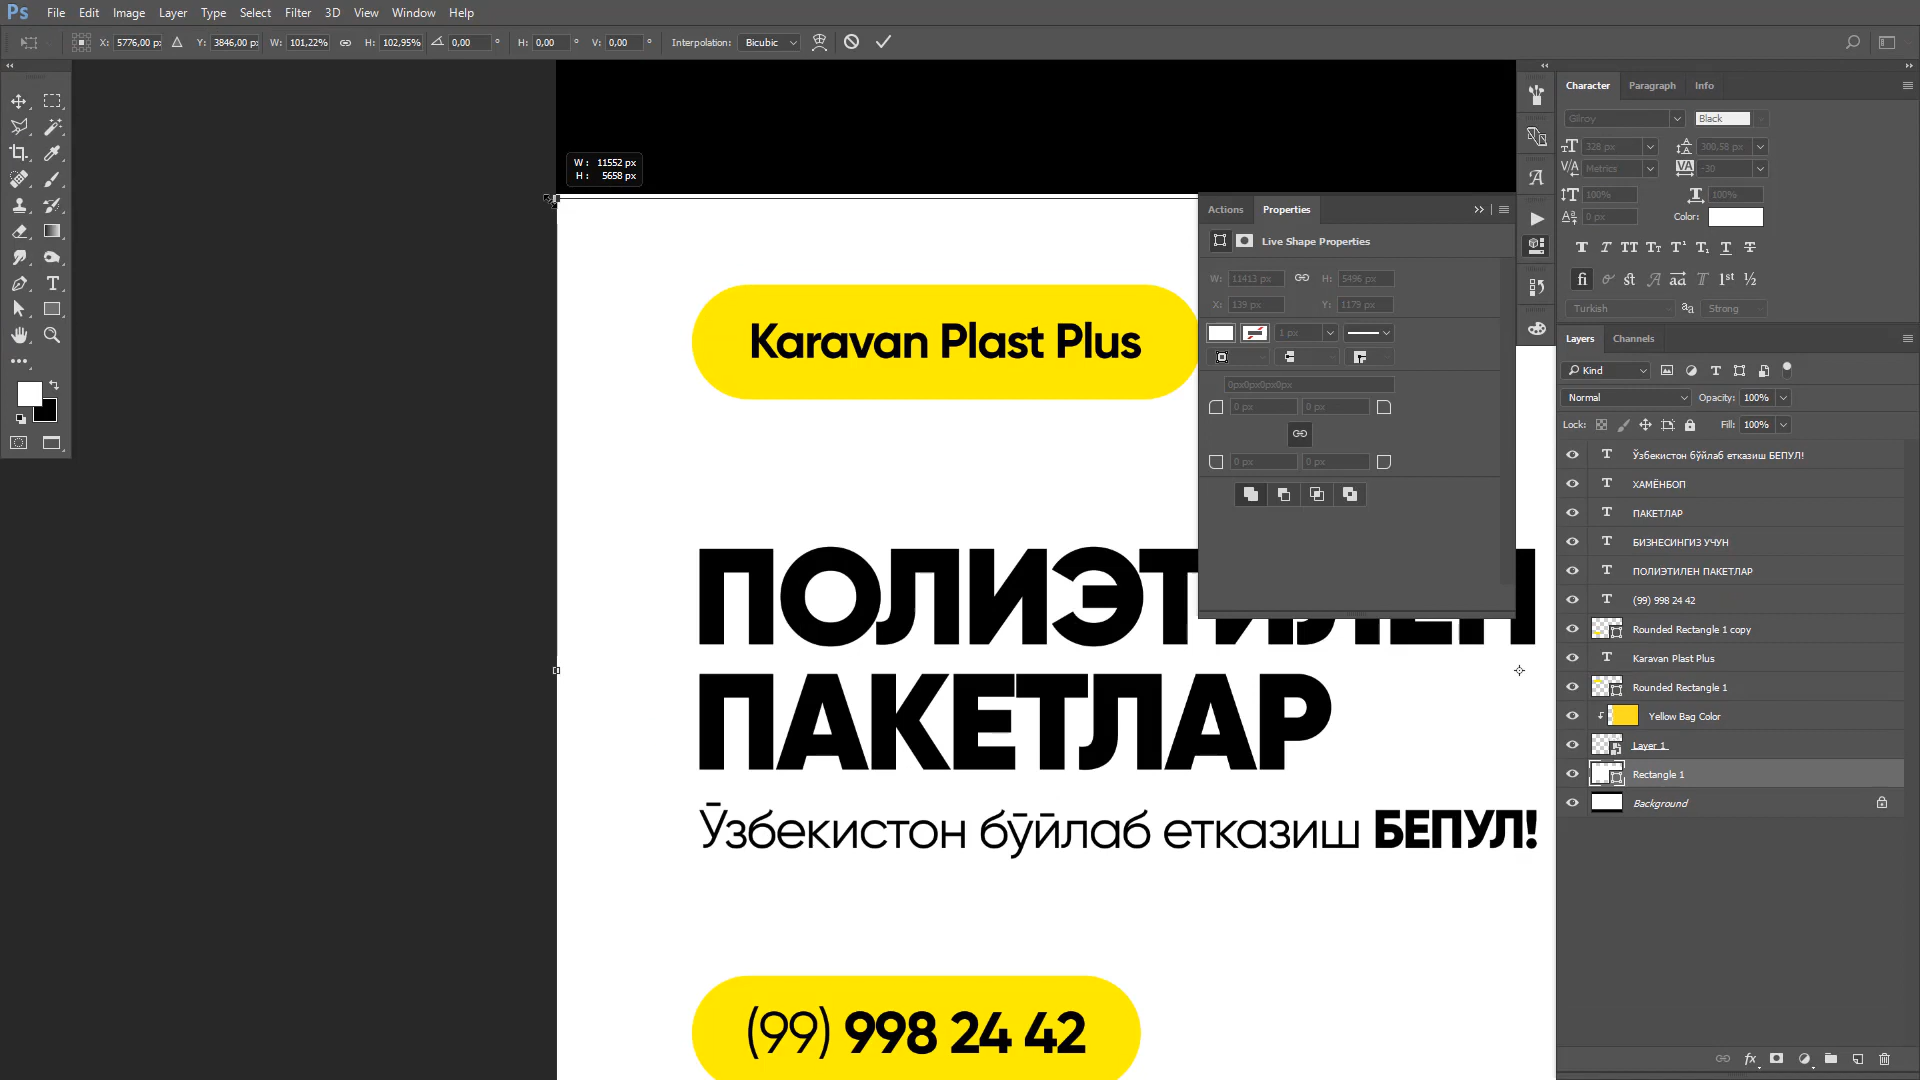 Ps File Edit Image Layer Type Select Filter 3D View Window Help
X: 5776,00 px Y: 3846,00 px W: 101,22% H: 102,95% 0,00 ° H: 0,00 ° V: 0,00 ° Interpolation: Bicubic
W : 11552 px
H : 5658 px
Karavan Plast Plus
ПОЛИЭТИЛЕН
ПАКЕТЛАР
Ўзбекистон бўйлаб етказиш БЕПУЛ!
(99) 998 24 42
Actions Properties
Live Shape Properties
W: 11413 px H: 5496 px
X: 139 px Y: 1179 px
1 px
0px0px0px0px
0 px 0 px
0 px 0 px
Character Paragraph Info
Gilroy Black
328 px 300,58 px
Metrics -30
100% 100%
0 px Color:
Turkish aa Strong
Layers Channels
Kind
Normal Opacity: 100%
Lock: Fill: 100%
Ўзбекистон бўйлаб етказиш БЕПУЛ!
ХАМЁНБОП
ПАКЕТЛАР
БИЗНЕСИНГИЗ УЧУН
ПОЛИЭТИЛЕН ПАКЕТЛАР
(99) 998 24 42
Rounded Rectangle 1 copy
Karavan Plast Plus
Rounded Rectangle 1
Yellow Bag Color
Layer 1
Rectangle 1
Background
fx